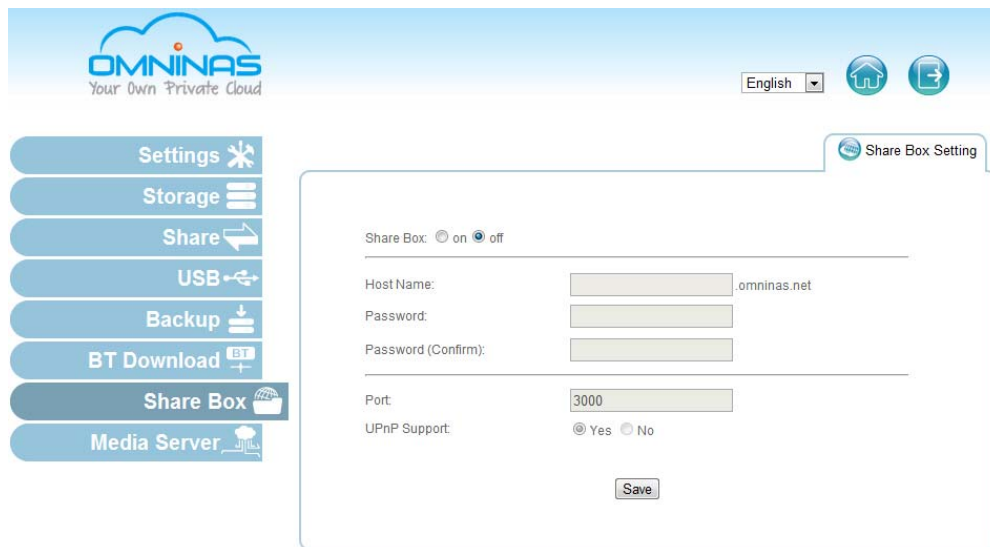 OMNINAS
Your Own Private Cloud
English
Share Box Setting
Settings
Storage
Share
USB
Backup
BT Download BT
Share Box
Media Server
Share Box: on off
Host Name: .omninas.net
Password:
Password (Confirm):
Port: 3000
UPnP Support: Yes No
Save